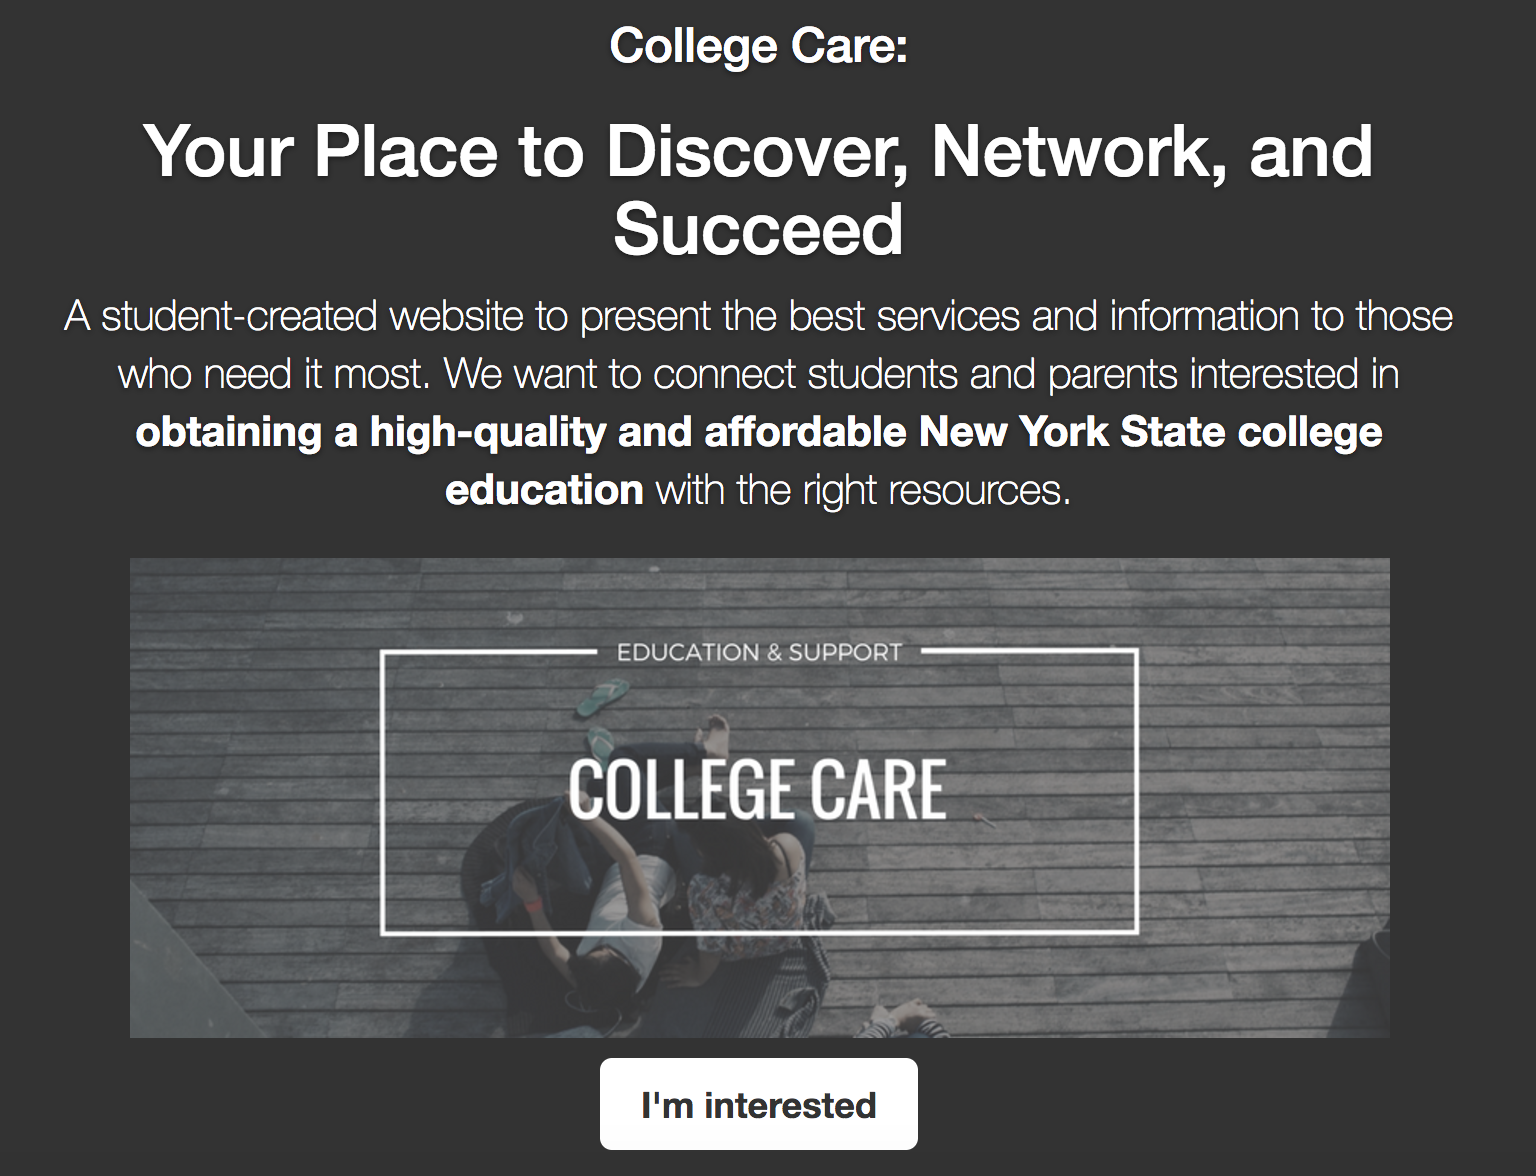 College Care:
Your Place to Discover, Network, and
Succeed
A student-created website to present the best services and information to those
who need it most. We want to connect students and parents interested in
obtaining a high-quality and affordable New York State college
education with the right resources.
EDUCATION & SUPPORT
COLLEGE CARE
I'm interested